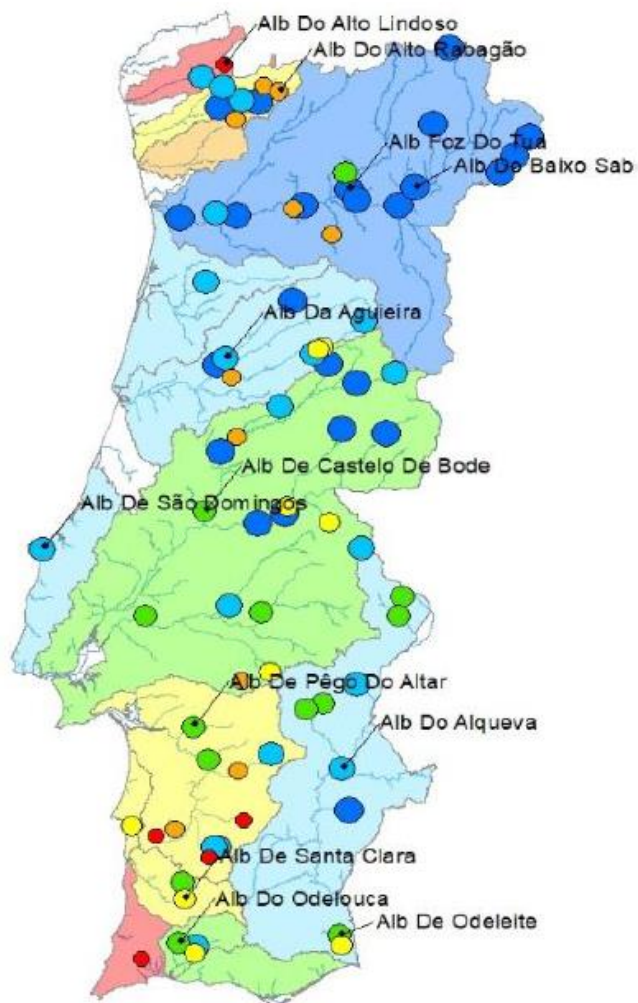 Alb Do Alto Lindoso
Alb Do Alto Rabagão
Alb Foz Do Tua
Alb Do Baixo Sab
Alb Da Aguieira
Alb De Castelo De Bode
Alb De São Domingos
Alb De Pêgo Do Altar
Alb Do Alqueva
Alb De Santa Clara
Alb Do Odelouca
Alb De Odeleite